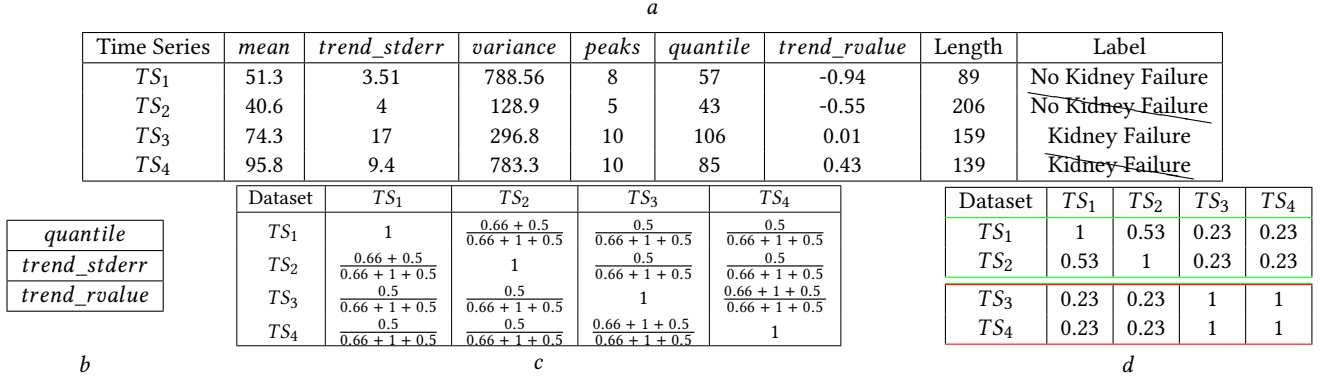 a
Time Series mean trend_stderr variance peaks quantile trend_rvalue Length Label
TS1 51.3 3.51 788.56 8 57 -0.94 89 No Kidney Failure
TS2 40.6 4 128.9 5 43 -0.55 206 No Kidney Failure
TS3 74.3 17 296.8 10 106 0.01 159 Kidney Failure
TS4 95.8 9.4 783.3 10 85 0.43 139 Kidney Failure
quantile
trend_stderr
trend_rvalue
b
Dataset TS1 TS2 TS3 TS4
TS1 1 0.66 + 0.5 / 0.66 + 1 + 0.5 0.5 / 0.66 + 1 + 0.5 0.5 / 0.66 + 1 + 0.5
TS2 0.66 + 0.5 / 0.66 + 1 + 0.5 1 0.5 / 0.66 + 1 + 0.5 0.5 / 0.66 + 1 + 0.5
TS3 0.5 / 0.66 + 1 + 0.5 0.5 / 0.66 + 1 + 0.5 1 0.66 + 1 + 0.5 / 0.66 + 1 + 0.5
TS4 0.5 / 0.66 + 1 + 0.5 0.5 / 0.66 + 1 + 0.5 0.66 + 1 + 0.5 / 0.66 + 1 + 0.5 1
c
Dataset TS1 TS2 TS3 TS4
TS1 1 0.53 0.23 0.23
TS2 0.53 1 0.23 0.23
TS3 0.23 0.23 1 1
TS4 0.23 0.23 1 1
d